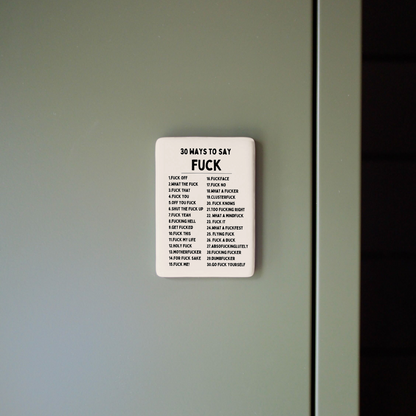 30 WAYS TO SAY
FUCK
1.FUCK OFF
2.WHAT THE FUCK
3.FUCK THAT
4.FUCK YOU
5.OFF YOU FUCK
6.SHUT THE FUCK UP
7.FUCK YEAH
8.FUCKING HELL
9.GET FUCKED
10.FUCK THIS
11.FUCK MY LIFE
12.HOLY FUCK
13.MOTHERFUCKER
14.FOR FUCK SAKE
15.FUCK ME!
16.FUCKFACE
17.FUCK NO
18.WHAT A FUCKER
19.CLUSTERFUCK
20. FUCK KNOWS
21.TOO FUCKING RIGHT
22. WHAT A MINDFUCK
23. FUCK IT
24.WHAT A FUCKFEST
25. FLYING FUCK
26. FUCK A DUCK
27.ABSOFUCKINGLUTELY
28.FUCKING FUCKER
29.DUMBFUCKER
30.GO FUCK YOURSELF